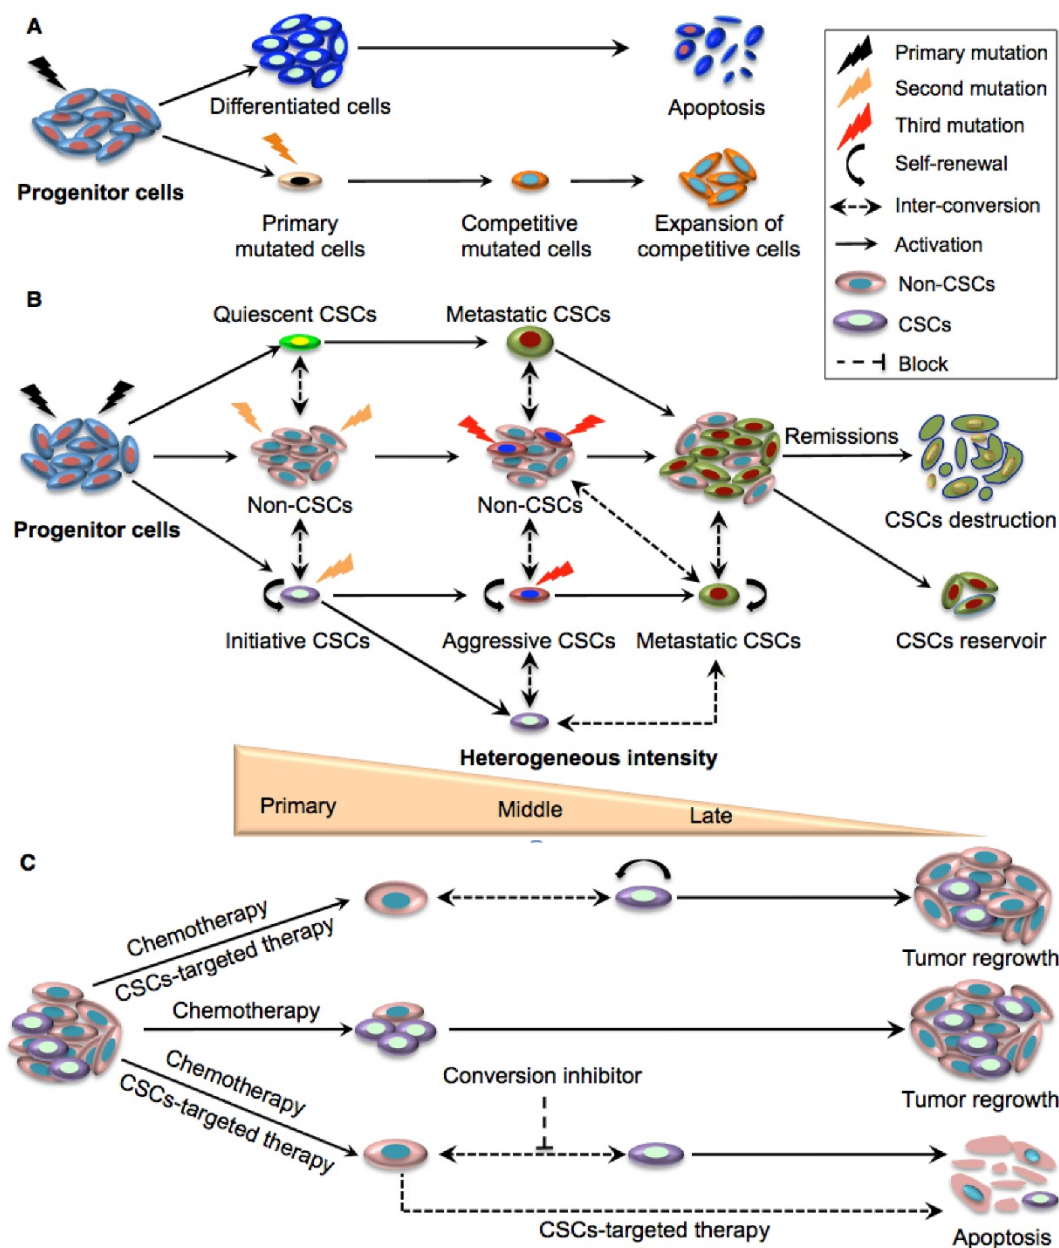 A
Differentiated cells
Apoptosis
Progenitor cells
Primary
mutated cells
Competitive
mutated cells
Expansion of
competitive cells
Primary mutation
Second mutation
Third mutation
Self-renewal
Inter-conversion
Activation
Non-CSCs
CSCs
Block
B
Quiescent CSCs
Metastatic CSCs
Progenitor cells
Non-CSCs
Non-CSCs
Remissions
CSCs destruction
Initiative CSCs
Aggressive CSCs
Metastatic CSCs
CSCs reservoir
Heterogeneous intensity
Primary
Middle
Late
C
Chemotherapy
CSCs-targeted therapy
Tumor regrowth
Chemotherapy
Tumor regrowth
Chemotherapy
CSCs-targeted therapy
Conversion inhibitor
CSCs-targeted therapy
Apoptosis